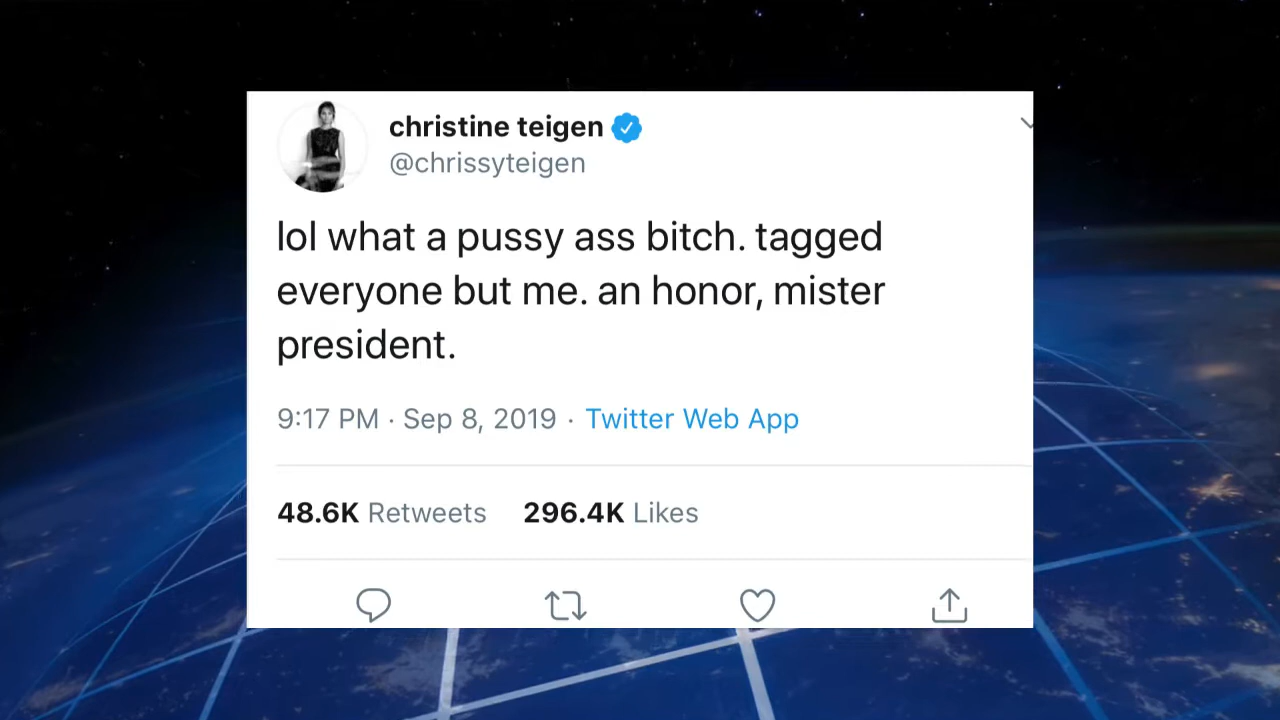 christine teigen
@chrissyteigen
lol what a pussy ass bitch. tagged
everyone but me. an honor, mister
president.
9:17 PM · Sep 8, 2019 · Twitter Web App
48.6K Retweets 296.4K Likes